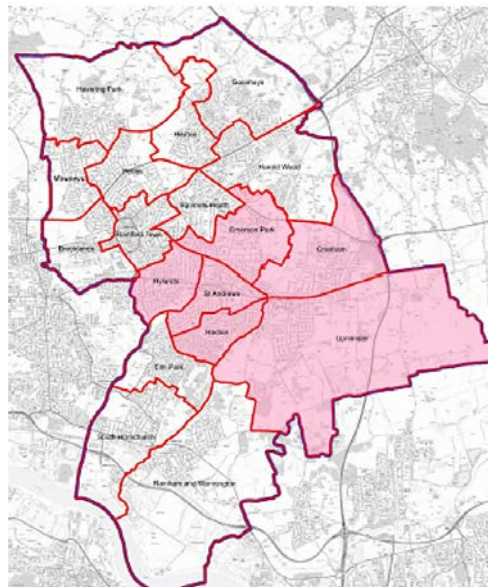 Havering Park
Gooshays
Heaton
Mawneys
Pettits
Harold Wood
Squirrels Heath
Emerson Park
Romford Town
Brooklands
Cranham
Hylands
St Andrews
Hacton
Upminster
Elm Park
South Hornchurch
Rainham and Wennington